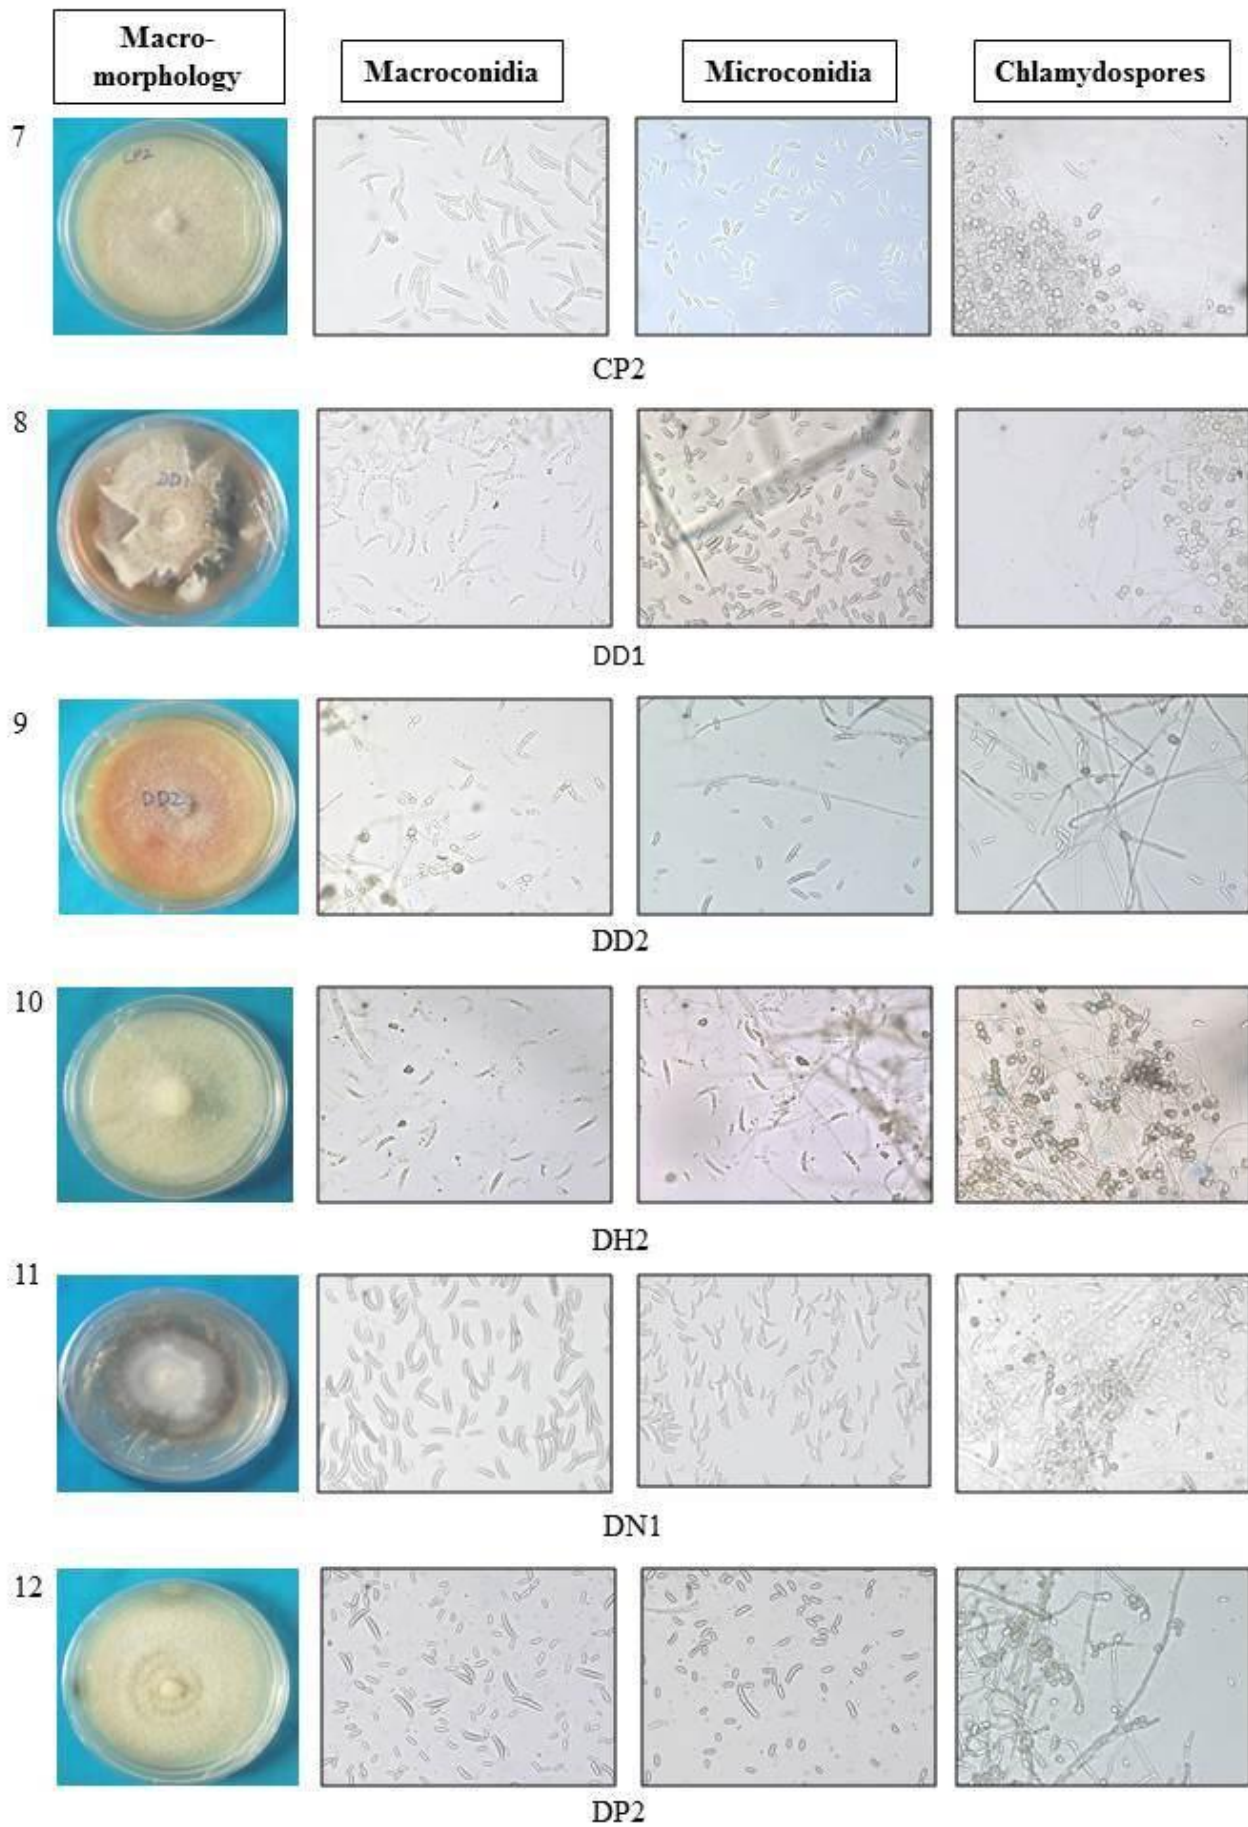 Macro-
morphology
Macroconidia
Microconidia
Chlamydospores
7
CP2
CP2
8
DD1
DD1
9
DD2
DD2
10
DH2
11
DN1
12
DP2